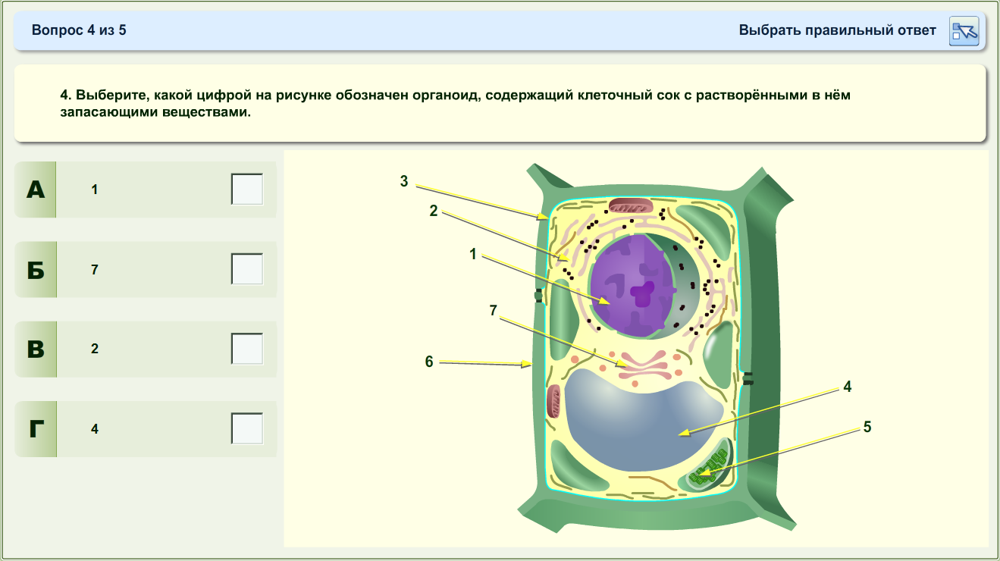 Вопрос 4 из 5
Выбрать правильный ответ
4. Выберите, какой цифрой на рисунке обозначен органоид, содержащий клеточный сок с растворёнными в нём
запасающими веществами.
А 1
Б 7
В 2
Г 4
3
2
1
7
6
4
5